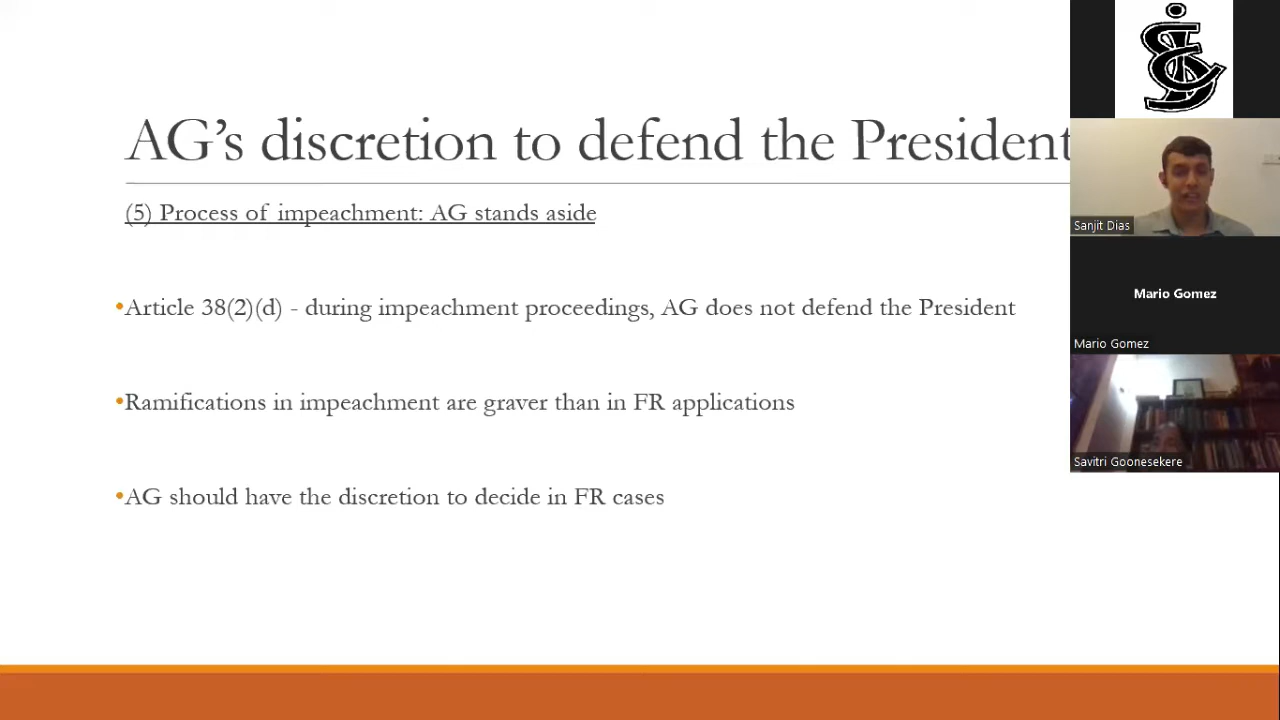 AG's discretion to defend the President
(5) Process of impeachment: AG stands aside
•Article 38(2)(d) - during impeachment proceedings, AG does not defend the President
•Ramifications in impeachment are graver than in FR applications
•AG should have the discretion to decide in FR cases
Sanjit Dias
Mario Gomez
Mario Gomez
Savitri Goonesekere